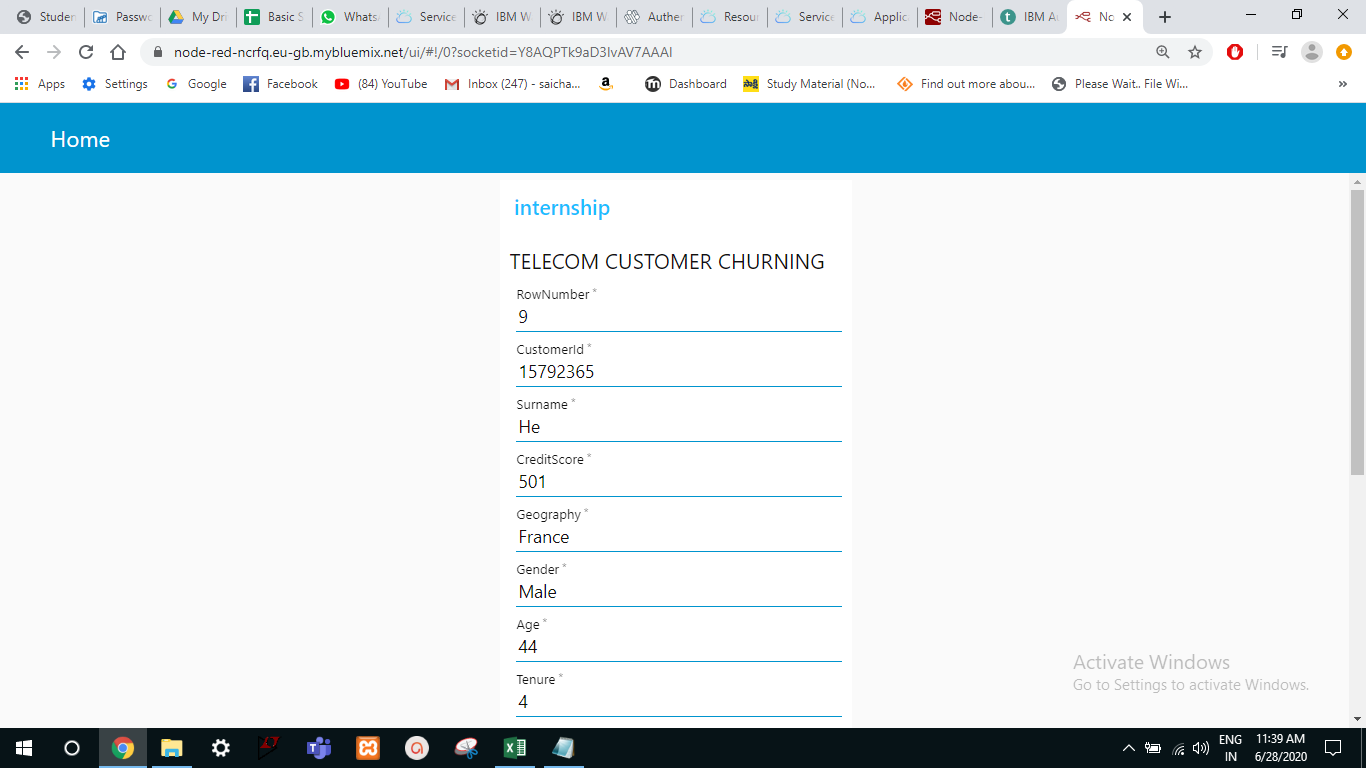 Studen
Passwo
My Dri
Basic S
Whats
Service
IBM W
IBM W
Auther
Resour
Service
Applic
Node-
IBM Au
No
node-red-ncrfq.eu-gb.mybluemix.net/ui/#!/0?socketid=Y8AQPTk9aD3IvAV7AAAI
Apps
Settings
Google
Facebook
(84) YouTube
Inbox (247) - saicha...
Dashboard
Study Material (No...
Find out more abou...
Please Wait.. File Wi...
Home
internship
TELECOM CUSTOMER CHURNING
RowNumber *
9
CustomerId *
15792365
Surname *
He
CreditScore *
501
Geography *
France
Gender *
Male
Age *
44
Tenure *
4
Activate Windows
Go to Settings to activate Windows.
ENG
IN
11:39 AM
6/28/2020